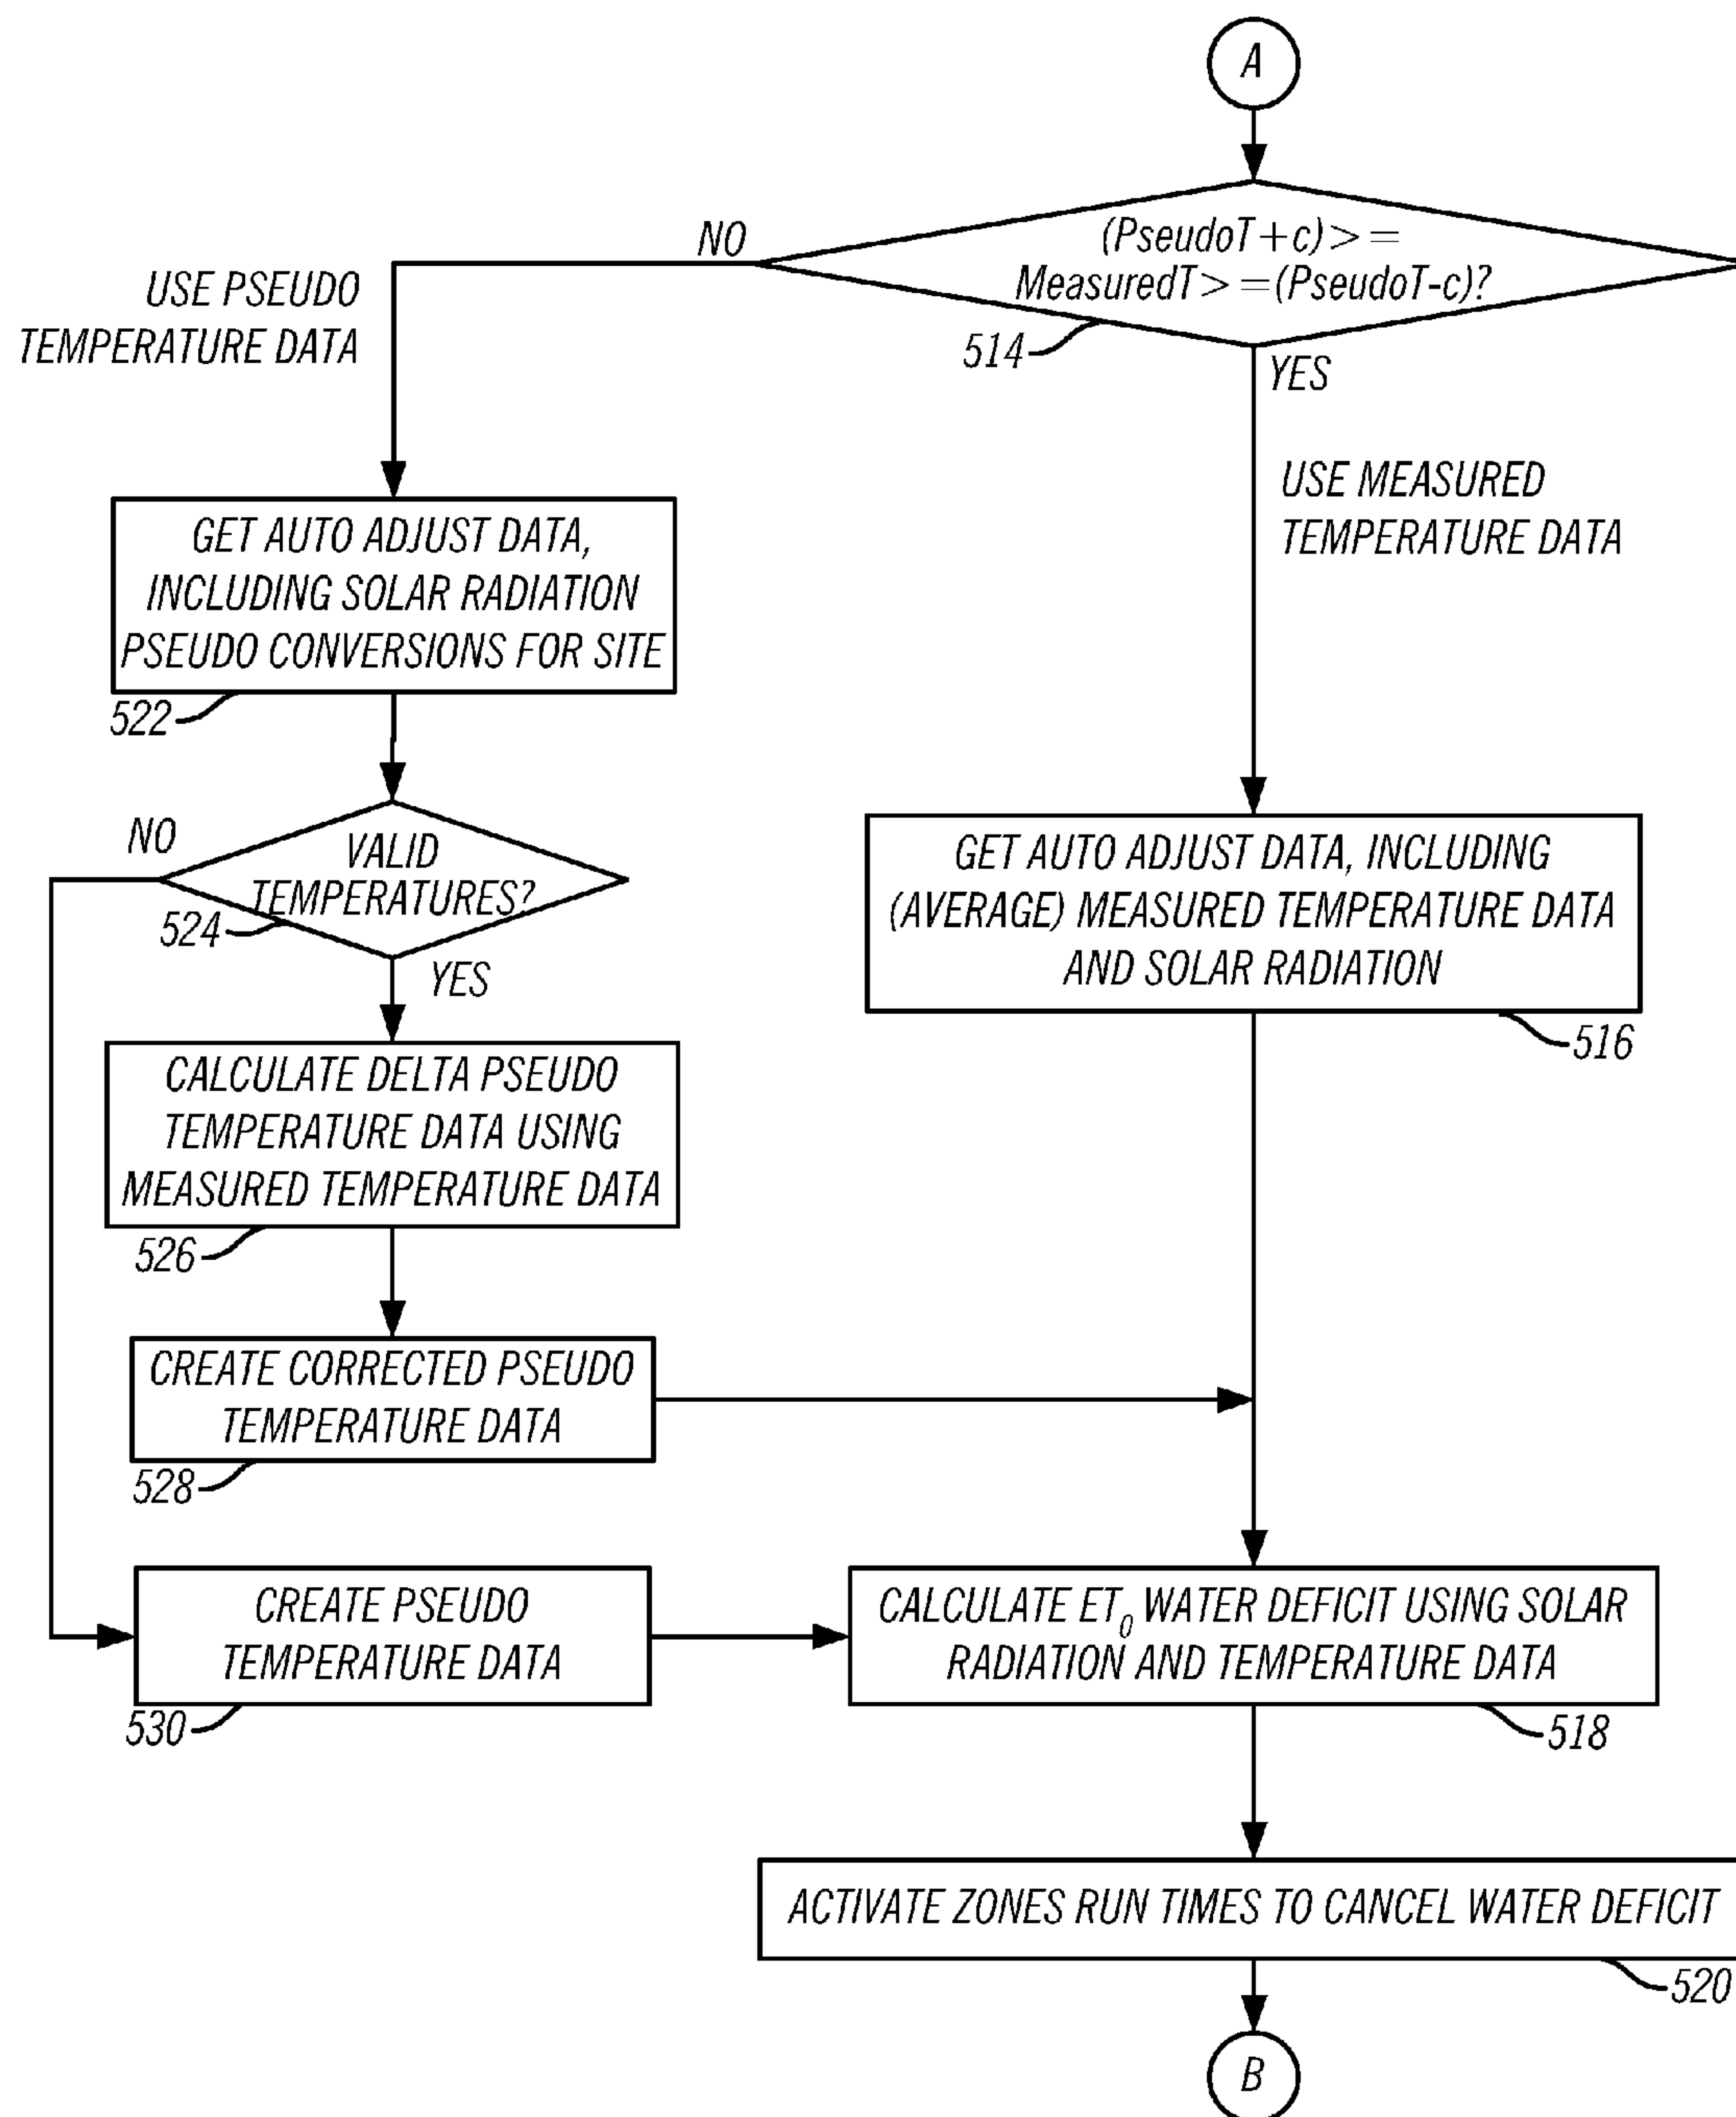 A
(PseudoT+c)>=
MeasuredT>=(PseudoT-c)?
514
NO
YES
USE PSEUDO
TEMPERATURE DATA
USE MEASURED
TEMPERATURE DATA
GET AUTO ADJUST DATA,
INCLUDING SOLAR RADIATION
PSEUDO CONVERSIONS FOR SITE
522
NO
VALID
TEMPERATURES?
524
YES
GET AUTO ADJUST DATA, INCLUDING
(AVERAGE) MEASURED TEMPERATURE DATA
AND SOLAR RADIATION
516
CALCULATE DELTA PSEUDO
TEMPERATURE DATA USING
MEASURED TEMPERATURE DATA
526
CREATE CORRECTED PSEUDO
TEMPERATURE DATA
528
CREATE PSEUDO
TEMPERATURE DATA
530
CALCULATE ET₀ WATER DEFICIT USING SOLAR
RADIATION AND TEMPERATURE DATA
518
ACTIVATE ZONES RUN TIMES TO CANCEL WATER DEFICIT
520
B